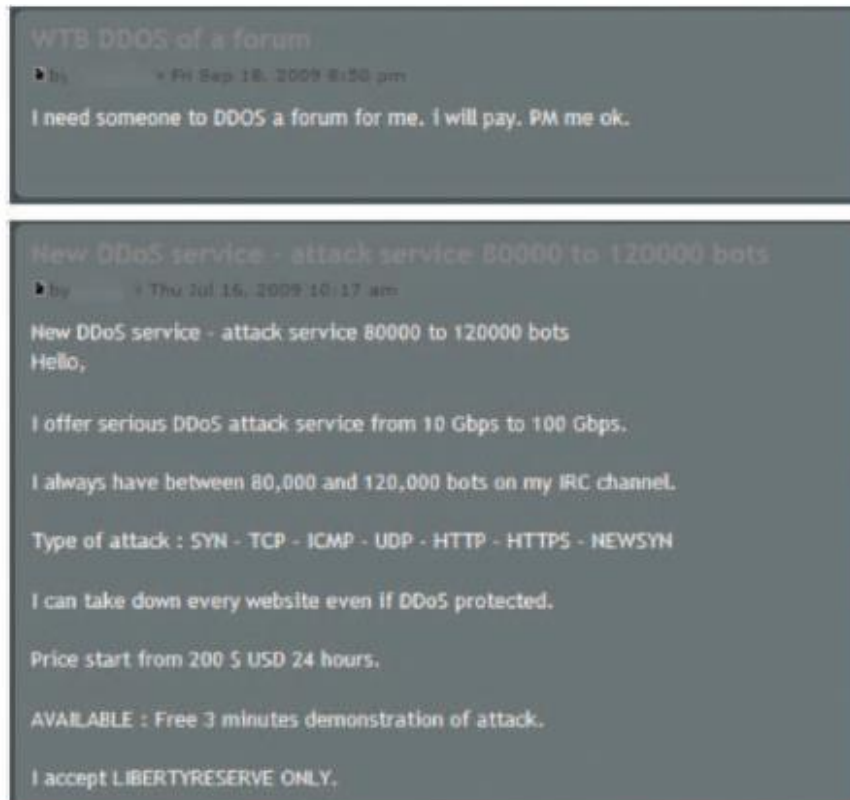 WTB DDOS of a forum
by Fri Sep 18, 2009 8:50 pm
I need someone to DDOS a forum for me. i will pay. PM me ok.
New DDoS service - attack service 80000 to 120000 bots
by Thu Jul 16, 2009 10:17 am
New DDoS service - attack service 80000 to 120000 bots
Hello,
I offer serious DDoS attack service from 10 Gbps to 100 Gbps.
I always have between 80,000 and 120,000 bots on my IRC channel.
Type of attack : SYN - TCP - ICMP - UDP - HTTP - HTTPS - NEWSYN
I can take down every website even if DDoS protected.
Price start from 200 $ USD 24 hours.
AVAILABLE : Free 3 minutes demonstration of attack.
I accept LIBERTYRESERVE ONLY.